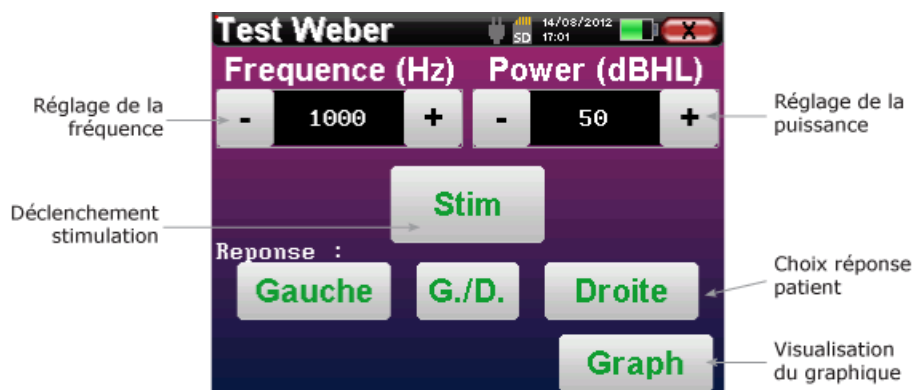 Test Weber
SD
14/08/2012
17:01
X
Frequence (Hz) Power (dBHL)
- 1000 + - 50 +
Réglage de la
fréquence
Réglage de la
puissance
Stim
Déclenchement
stimulation
Reponse :
Gauche G./D. Droite
Choix réponse
patient
Graph
Visualisation
du graphique